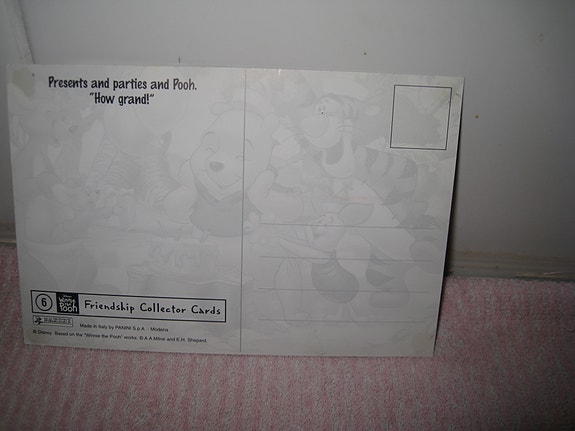 Presents and parties and Pooh.
"How grand!"
6
Winnie the Pooh
Friendship Collector Cards
PANINI
Made in Italy by PANINI S.p.A. - Modena
© Disney. Based on the "Winnie the Pooh" works. © A.A.Milne and E.H. Shepard.